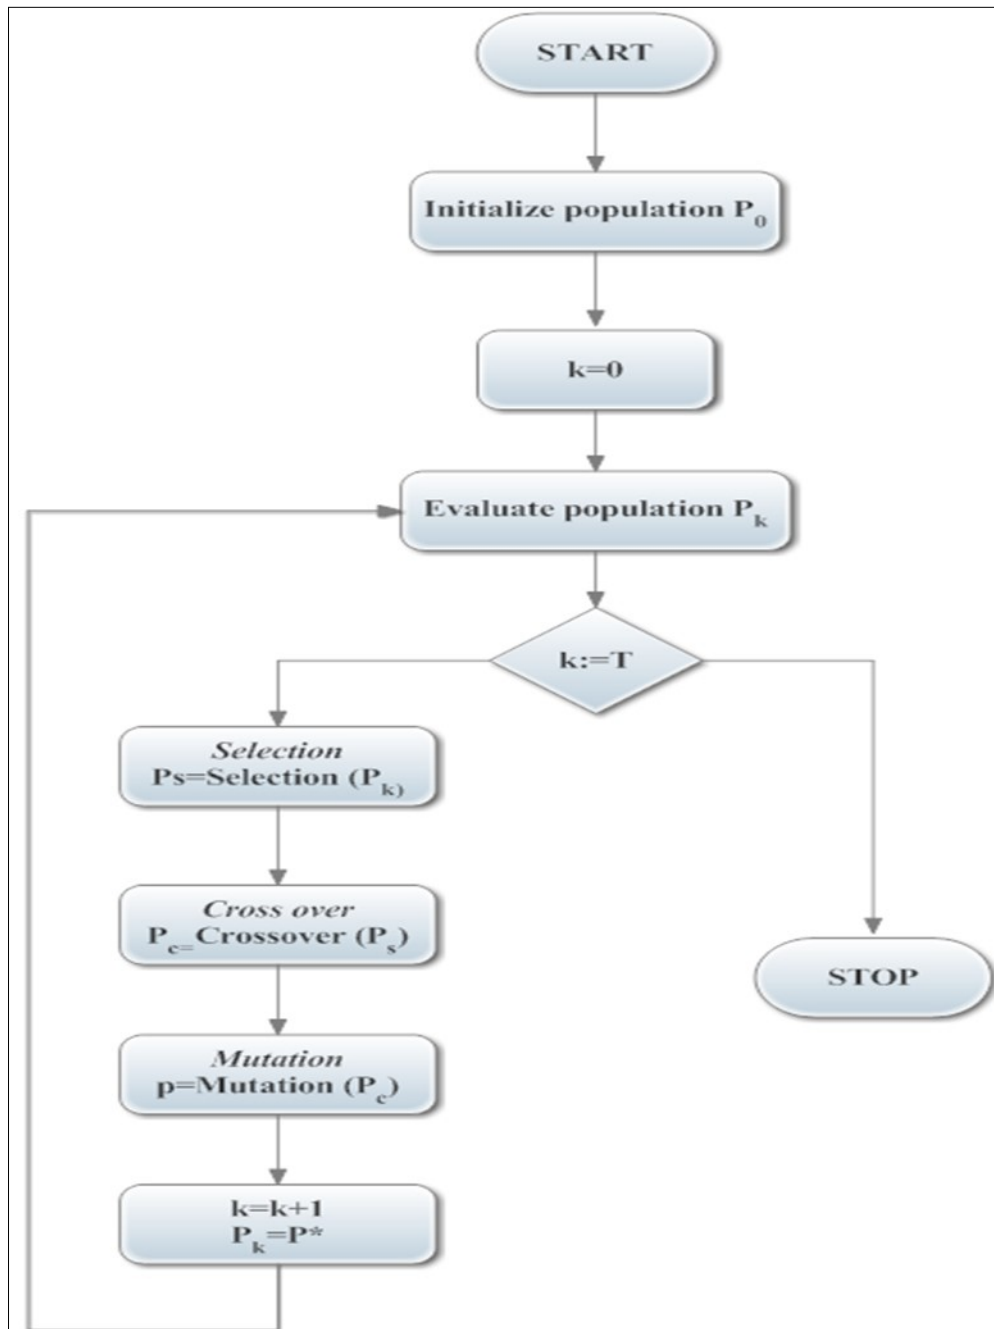 START
Initialize population P0
k=0
Evaluate population Pk
k:=T
Selection
Ps=Selection (Pk)
Cross over
Pc=Crossover (Ps)
Mutation
p=Mutation (Pc)
k=k+1
Pk=P*
STOP